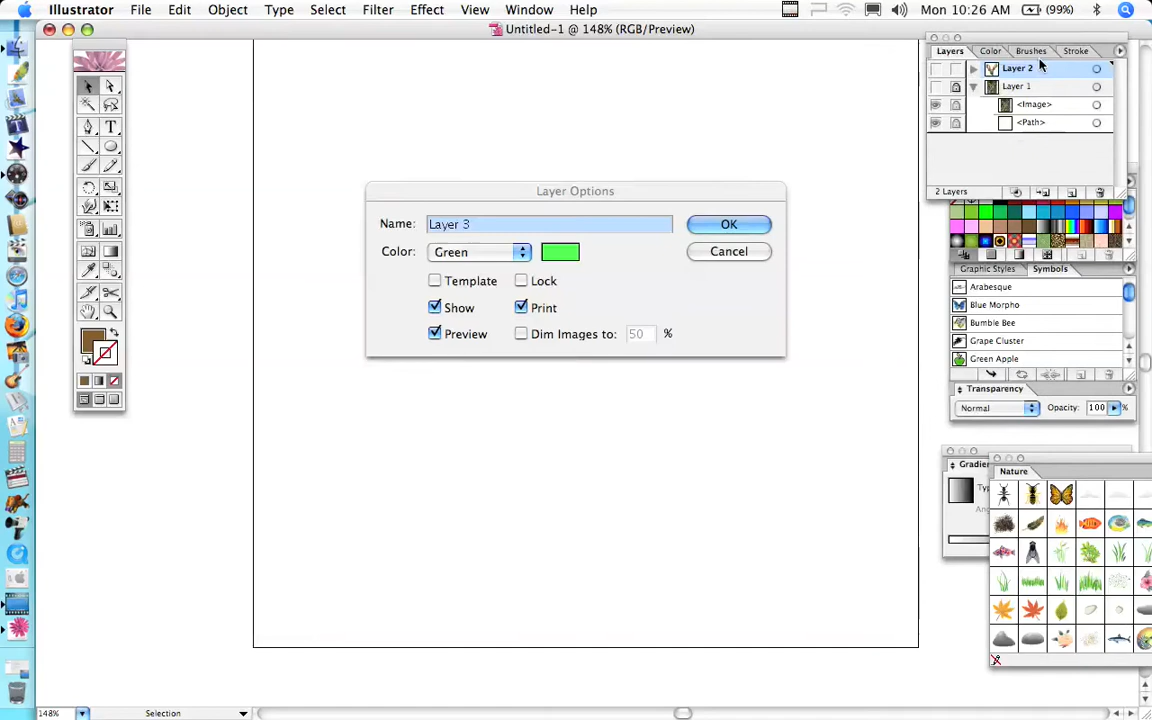 Illustrator File Edit Object Type Select Filter Effect View Window Help Mon 10:26 AM (99%)
Untitled-1 @ 148% (RGB/Preview)
Layers Color Brushes Stroke
Layer 2
Layer 1
<Image>
<Path>
2 Layers
Layer Options
Name: Layer 3 OK
Color: Green Cancel
Template Lock
Show Print
Preview Dim Images to: 50 %
T
Graphic Styles Symbols
Arabesque
Blue Morpho
Bumble Bee
Grape Cluster
Green Apple
Transparency
Normal Opacity: 100 %
Gradie
Nature
148% Selection